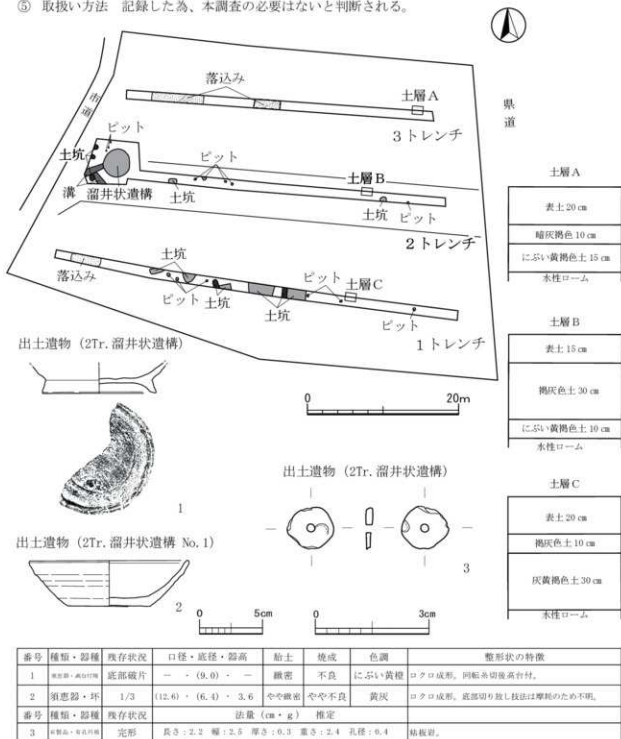 ⑤ 取扱い方法 記録した為、本調査の必要はないと判断される。
市道
県道
落込み
土層A
3トレンチ
ピット
土坑
ピット
土層B
溝
溜井状遺構
土坑
土坑
ピット
2トレンチ
落込み
土坑
ピット
土坑
土坑
ピット
土層C
ピット
1トレンチ
土層A
表土 20 cm
暗灰褐色 10 cm
にぶい黄褐色土 15 cm
水性ローム
土層B
表土 15 cm
褐灰色土 30 cm
にぶい黄褐色土 10 cm
水性ローム
土層C
表土 20 cm
褐灰色土 10 cm
灰黄褐色土 30 cm
水性ローム
0 20m
出土遺物(2Tr. 溜井状遺構)
1
出土遺物(2Tr. 溜井状遺構 No.1)
2
0 5cm
出土遺物(2Tr. 溜井状遺構)
3
0 3cm
番号 種類・器種 残存状況 口径・底径・器高 胎土 焼成 色調 整形状の特徴
1 須恵器・高台付 底部破片 - ・ (9.0) ・ - 緻密 不良 にぶい黄橙 ロクロ成形。回転糸切後高台付。
2 須恵器・坏 1/3 (12.6) ・ (6.4) ・ 3.6 やや緻密 やや不良 黄灰 ロクロ成形。底部切り放し技法は摩耗のため不明。
番号 種類・器種 残存状況 法量(cm・g) 推定
3 完形 長さ:2.2 幅:2.5 厚さ:0.3 重さ:2.4 孔径:0.4 粘板岩。